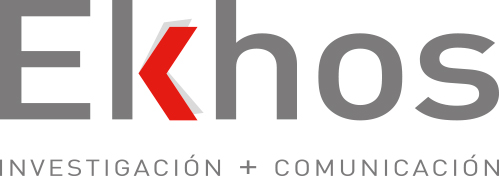 Ekhos
INVESTIGACIÓN + COMUNICACIÓN